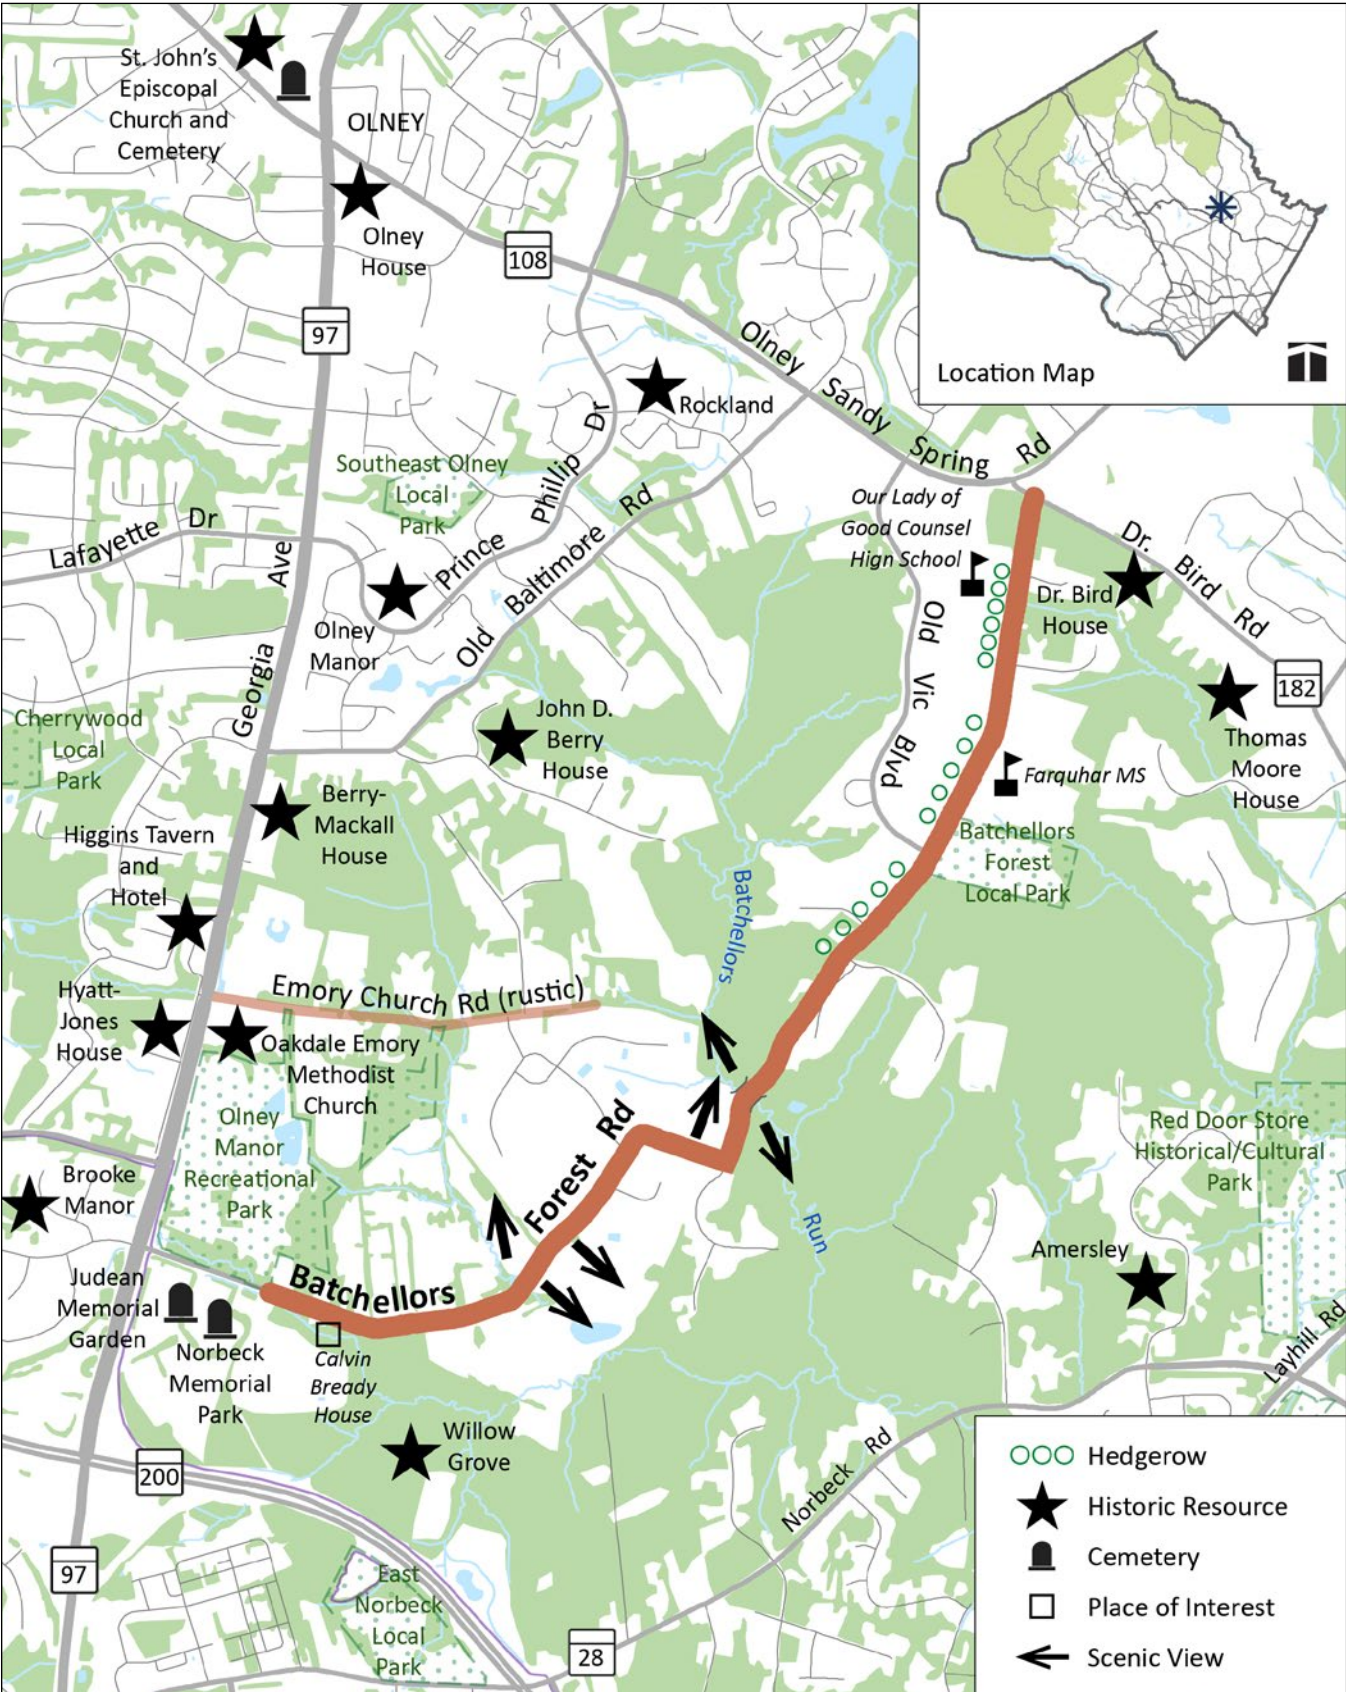 St. John's
Episcopal
Church and
Cemetery
OLNEY
Olney
House
108
97
Olney Sandy Spring Rd
Rockland
Location Map
Southeast Olney
Local
Park
Prince Phillip Dr
Lafayette Dr
Georgia Ave
Old Baltimore Rd
Our Lady of
Good Counsel
High School
Dr. Bird Rd
Dr. Bird
House
Olney
Manor
Old Vic Blvd
182
Cherrywood
Local
Park
John D.
Berry
House
Thomas
Moore
House
Farquhar MS
Berry-
Mackall
House
Higgins Tavern
and
Hotel
Batchellors
Forest
Local Park
Batchellors Run
Emory Church Rd (rustic)
Hyatt-
Jones
House
Oakdale Emory
Methodist
Church
Olney
Manor
Recreational
Park
Red Door Store
Historical/Cultural
Park
Brooke
Manor
Batchellors Forest Rd
Amersley
Judean
Memorial
Garden
Norbeck
Memorial
Park
Calvin
Bready
House
Layhill Rd
Willow
Grove
Norbeck Rd
200
97
East
Norbeck
Local
Park
28
Hedgerow
Historic Resource
Cemetery
Place of Interest
Scenic View